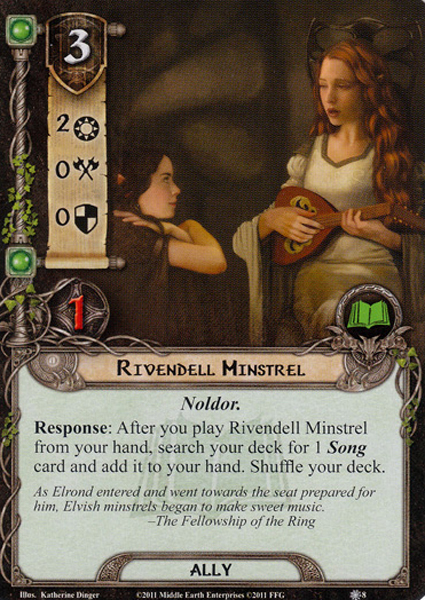 3
2
0
0
1
RIVENDELL MINSTREL
Noldor.
Response: After you play Rivendell Minstrel
from your hand, search your deck for 1 Song
card and add it to your hand. Shuffle your deck.
As Elrond entered and went towards the seat prepared for
him, Elvish minstrels began to make sweet music.
–The Fellowship of the Ring
ALLY
Illus. Katherine Dinger ©2011 Middle Earth Enterprises ©2011 FFG 8